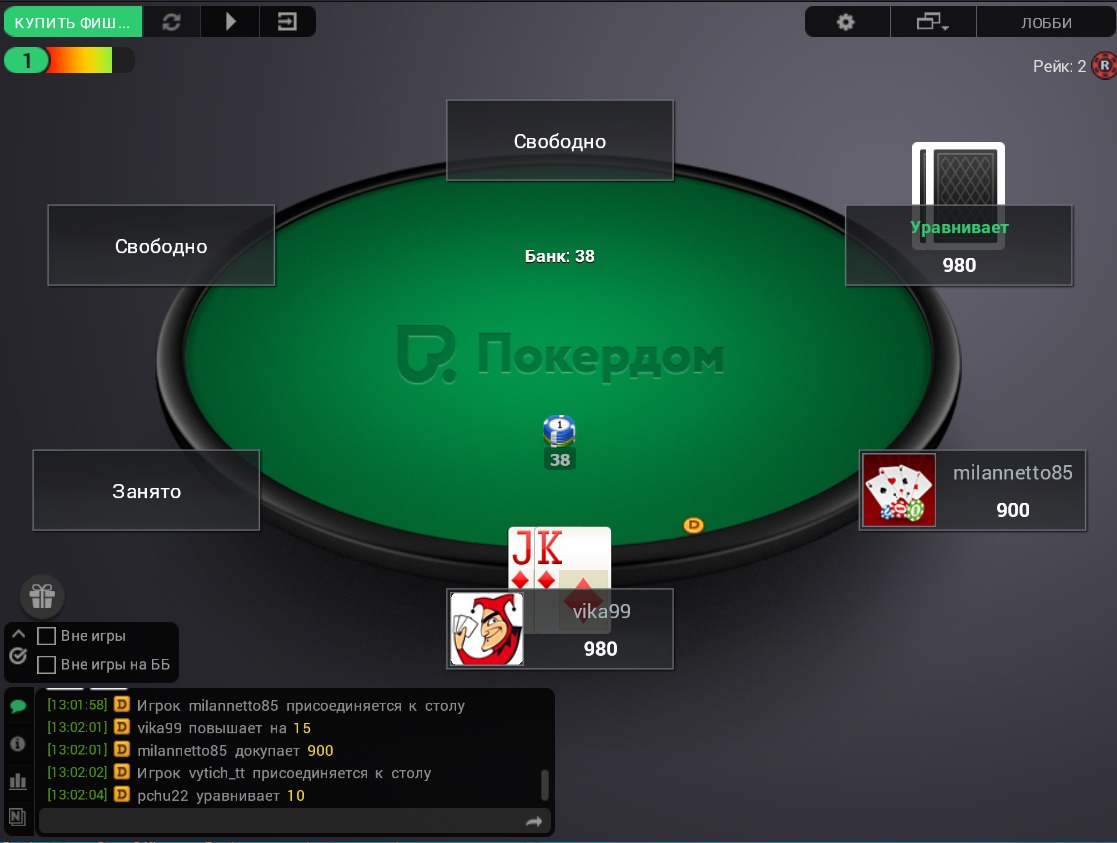 КУПИТЬ ФИШ...
ЛОББИ
1
Рейк: 2
R
Свободно
Свободно
Уравнивает
980
Банк: 38
Покердом
1
38
Занято
milannetto85
900
D
J K
vika99
980
Вне игры
Вне игры на ББ
[13:01:58] D Игрок milannetto85 присоединяется к столу
[13:02:01] D vika99 повышает на 15
[13:02:01] D milannetto85 докупает 900
[13:02:02] D Игрок vytich_tt присоединяется к столу
[13:02:04] D pchu22 уравнивает 10